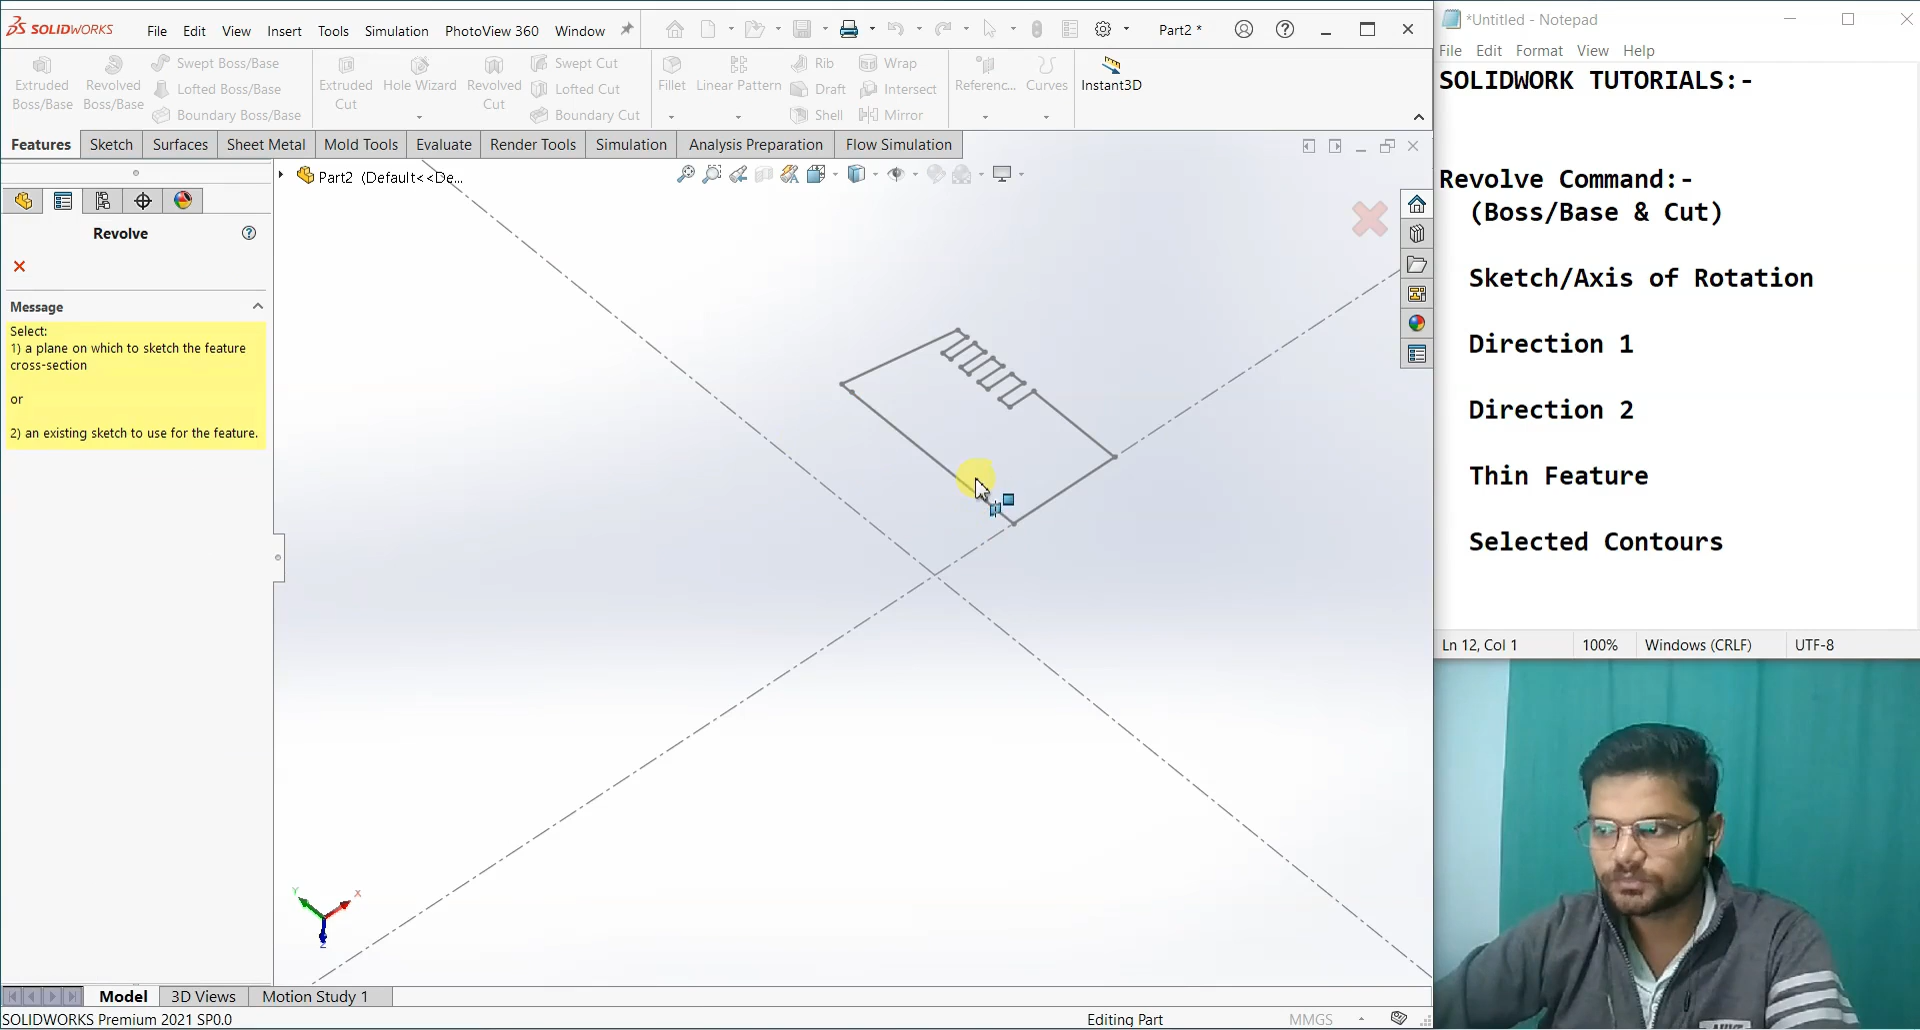 SOLIDWORKS File Edit View Insert Tools Simulation PhotoView 360 Window Part2 *
Extruded Boss/Base
Revolved Boss/Base
Swept Boss/Base
Lofted Boss/Base
Boundary Boss/Base
Extruded Cut
Hole Wizard
Revolved Cut
Swept Cut
Lofted Cut
Boundary Cut
Fillet
Linear Pattern
Rib
Draft
Shell
Wrap
Intersect
Mirror
Referenc...
Curves
Instant3D
Features Sketch Surfaces Sheet Metal Mold Tools Evaluate Render Tools Simulation Analysis Preparation Flow Simulation
Part2 (Default<<De...
Revolve
Message
Select:
1) a plane on which to sketch the feature
cross-section
or
2) an existing sketch to use for the feature.
Y
X
Z
Model 3D Views Motion Study 1
SOLIDWORKS Premium 2021 SP0.0 Editing Part MMGS
*Untitled - Notepad
File Edit Format View Help
SOLIDWORK TUTORIALS:-
Revolve Command:-
(Boss/Base & Cut)
Sketch/Axis of Rotation
Direction 1
Direction 2
Thin Feature
Selected Contours
Ln 12, Col 1 100% Windows (CRLF) UTF-8
NIKE